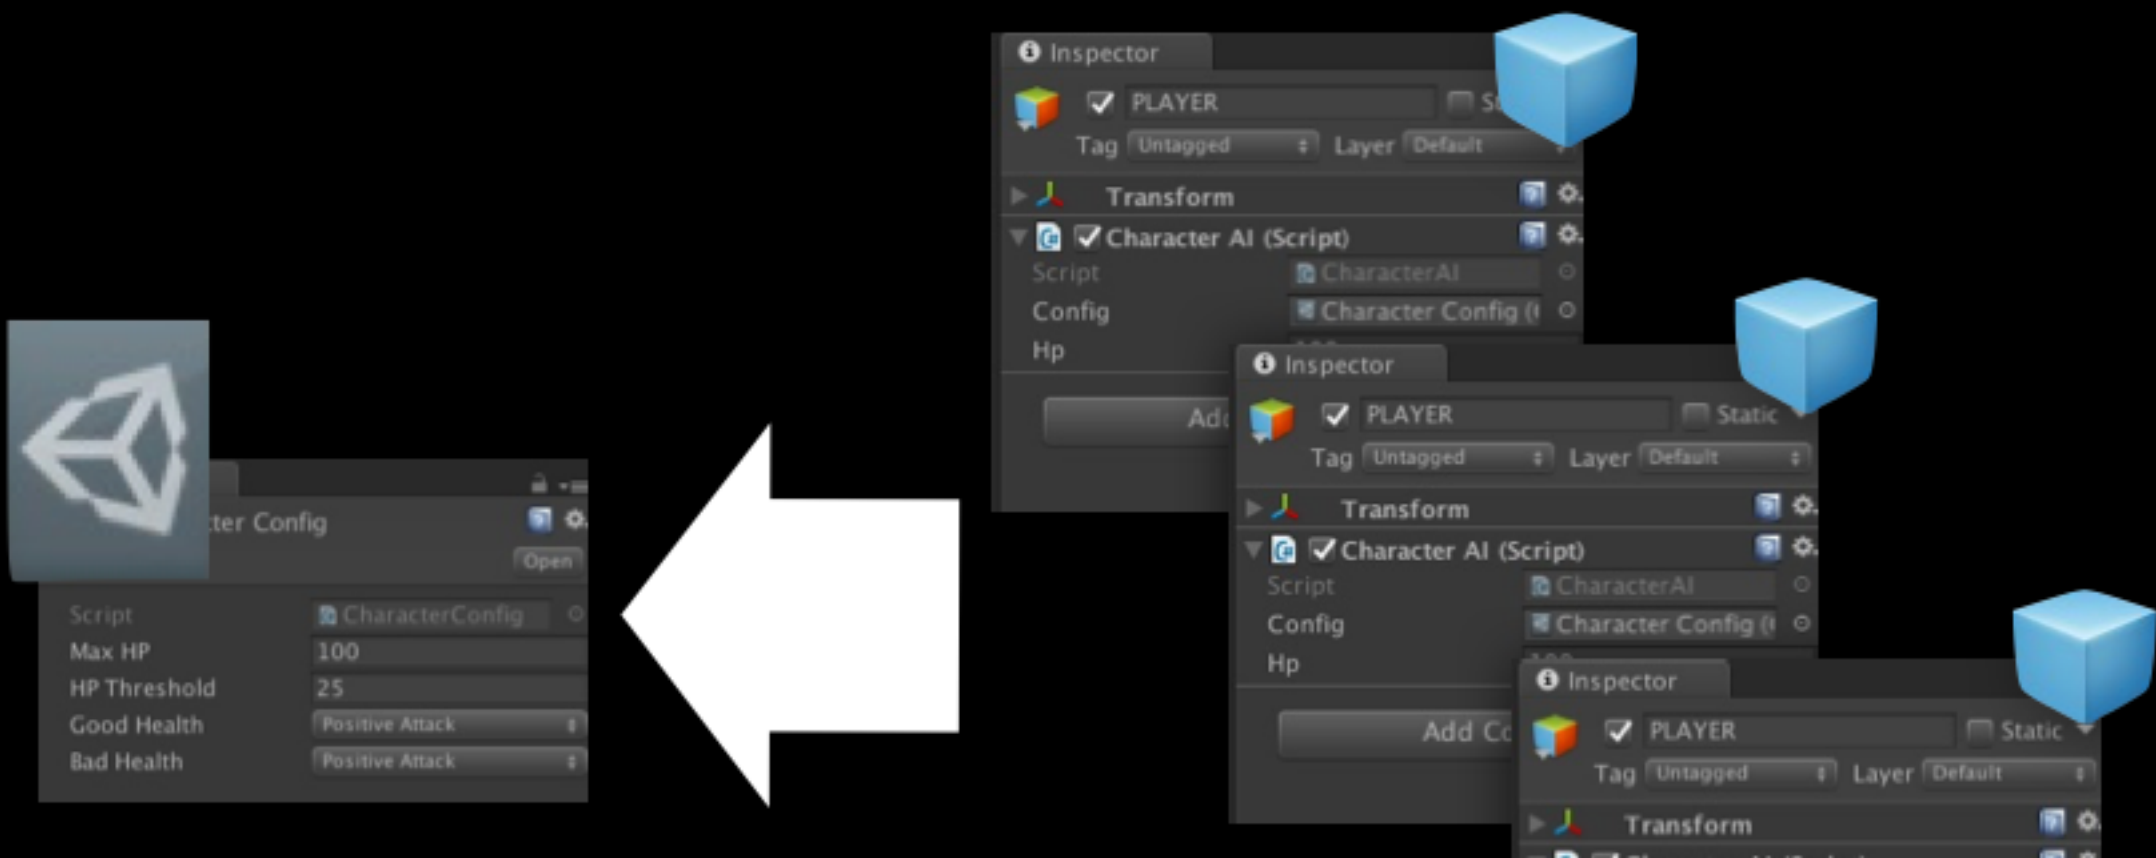 Inspector
PLAYER
Tag Untagged Layer Default
Transform
Character AI (Script)
Script CharacterAI
Config Character Config (
Hp
Inspector
PLAYER Static
Tag Untagged Layer Default
Transform
Character AI (Script)
Script CharacterAI
Config Character Config (
Hp
Add
Inspector
PLAYER Static
Tag Untagged Layer Default
Transform
Config
Open
Script CharacterConfig
Max HP 100
HP Threshold 25
Good Health Positive Attack
Bad Health Positive Attack